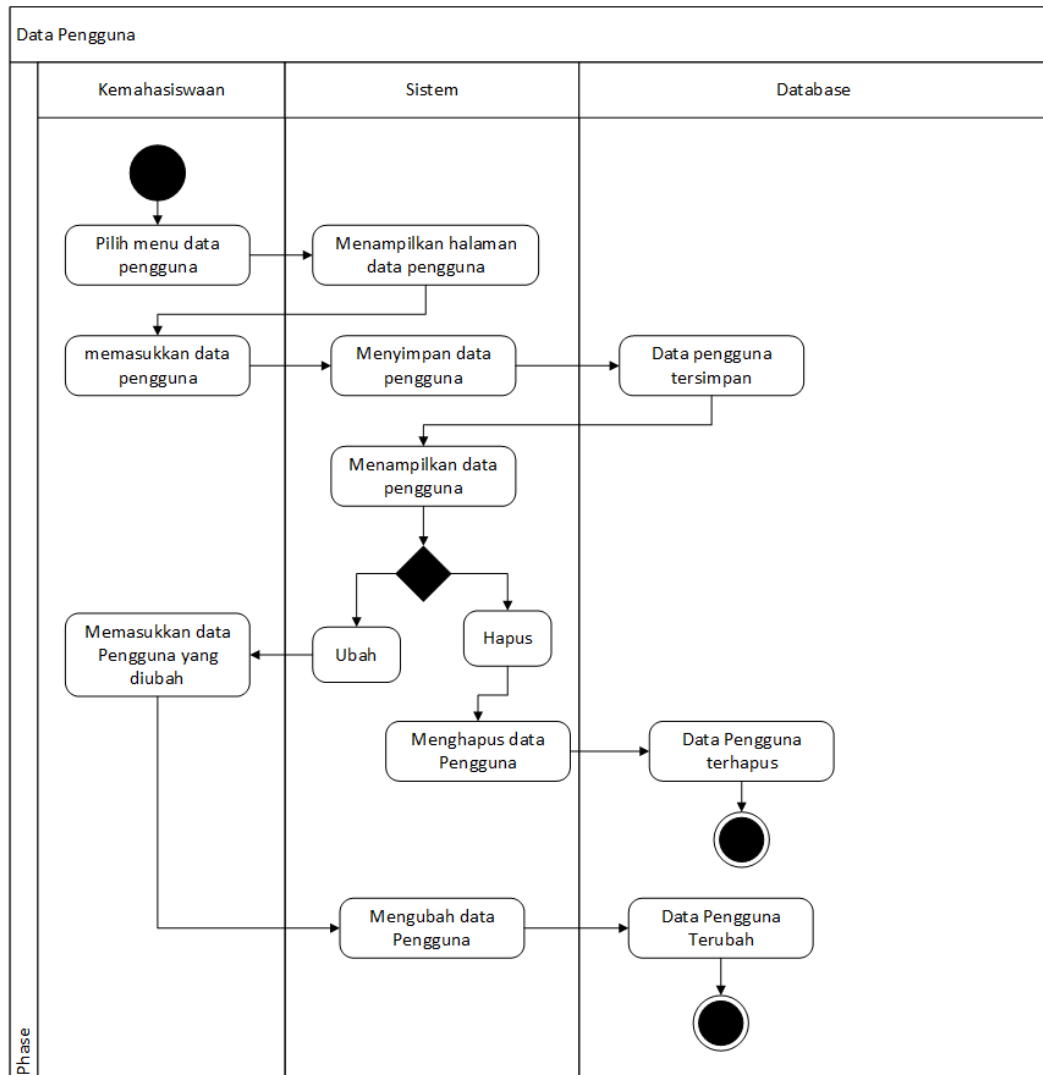 Data Pengguna
Kemahasiswaan
Sistem
Database
Pilih menu data
pengguna
Menampilkan halaman
data pengguna
memasukkan data
pengguna
Menyimpan data
pengguna
Data pengguna
tersimpan
Menampilkan data
pengguna
Memasukkan data
Pengguna yang
diubah
Ubah
Hapus
Menghapus data
Pengguna
Data Pengguna
terhapus
Mengubah data
Pengguna
Data Pengguna
Terubah
Phase